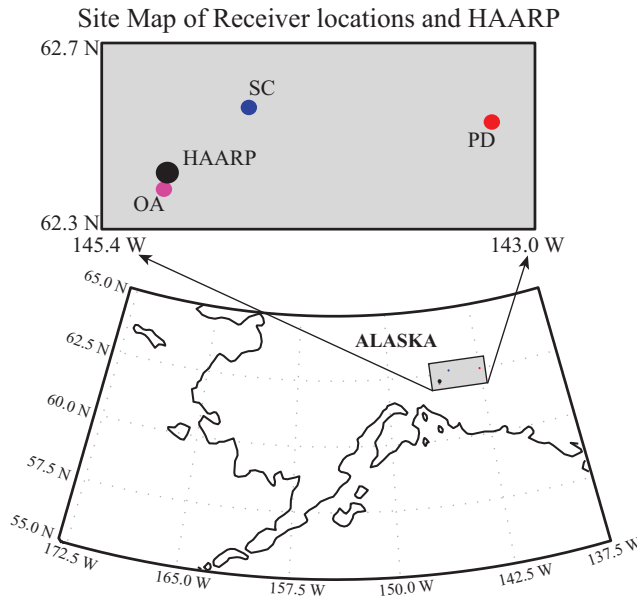 Site Map of Receiver locations and HAARP
62.7 N
SC
PD
HAARP
OA
62.3 N
145.4 W
143.0 W
65.0 N
ALASKA
62.5 N
60.0 N
57.5 N
55.0 N
172.5 W
165.0 W
157.5 W
150.0 W
142.5 W
137.5 W